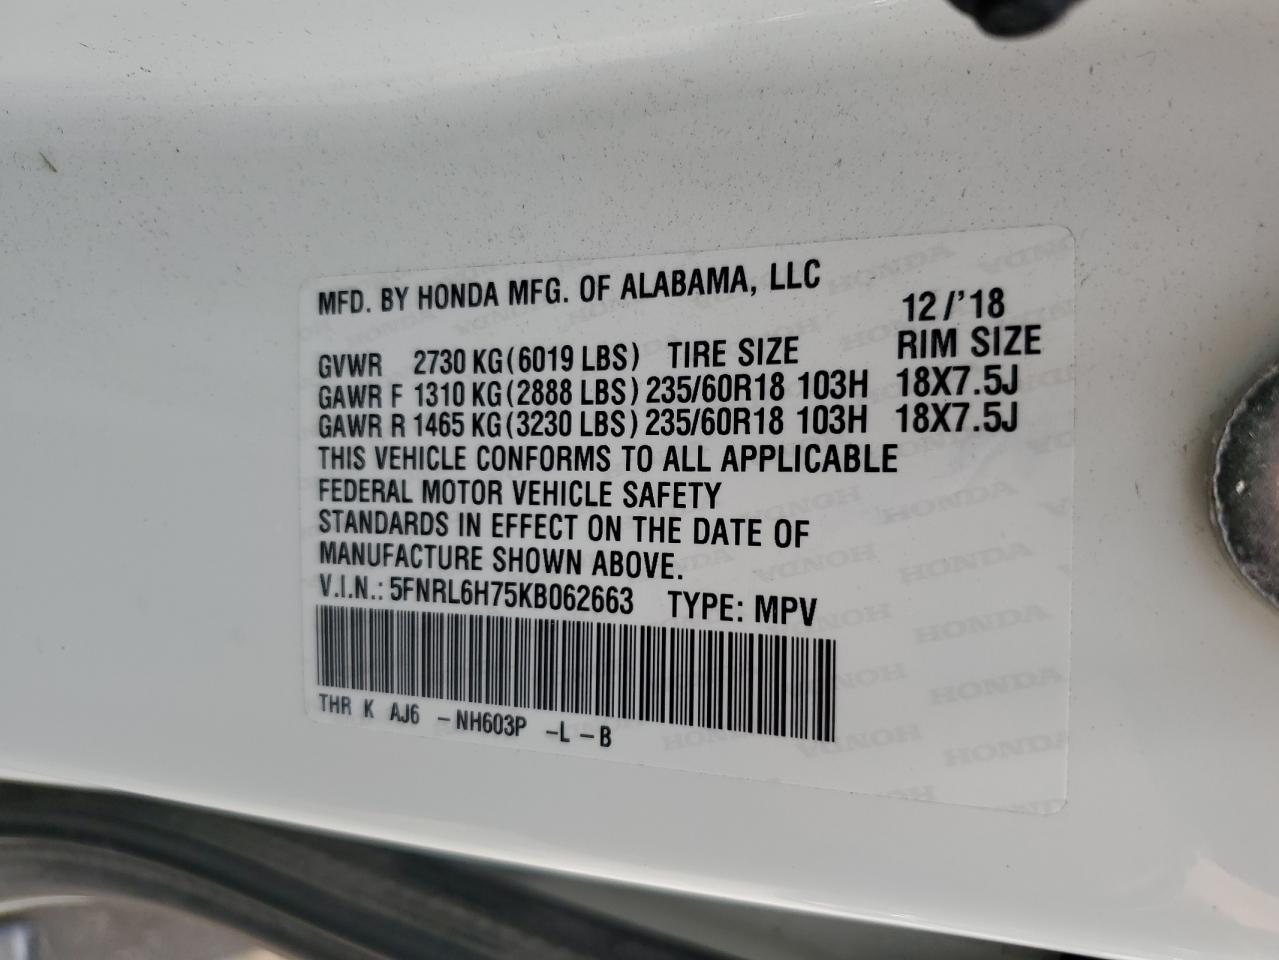 MFD. BY HONDA MFG. OF ALABAMA, LLC
12/'18
GVWR 2730 KG(6019 LBS) TIRE SIZE RIM SIZE
GAWR F 1310 KG(2888 LBS) 235/60R18 103H 18X7.5J
GAWR R 1465 KG(3230 LBS) 235/60R18 103H 18X7.5J
THIS VEHICLE CONFORMS TO ALL APPLICABLE
FEDERAL MOTOR VEHICLE SAFETY
STANDARDS IN EFFECT ON THE DATE OF
MANUFACTURE SHOWN ABOVE.
V.I.N.: 5FNRL6H75KB062663 TYPE: MPV
THR K AJ6 -NH603P -L -B